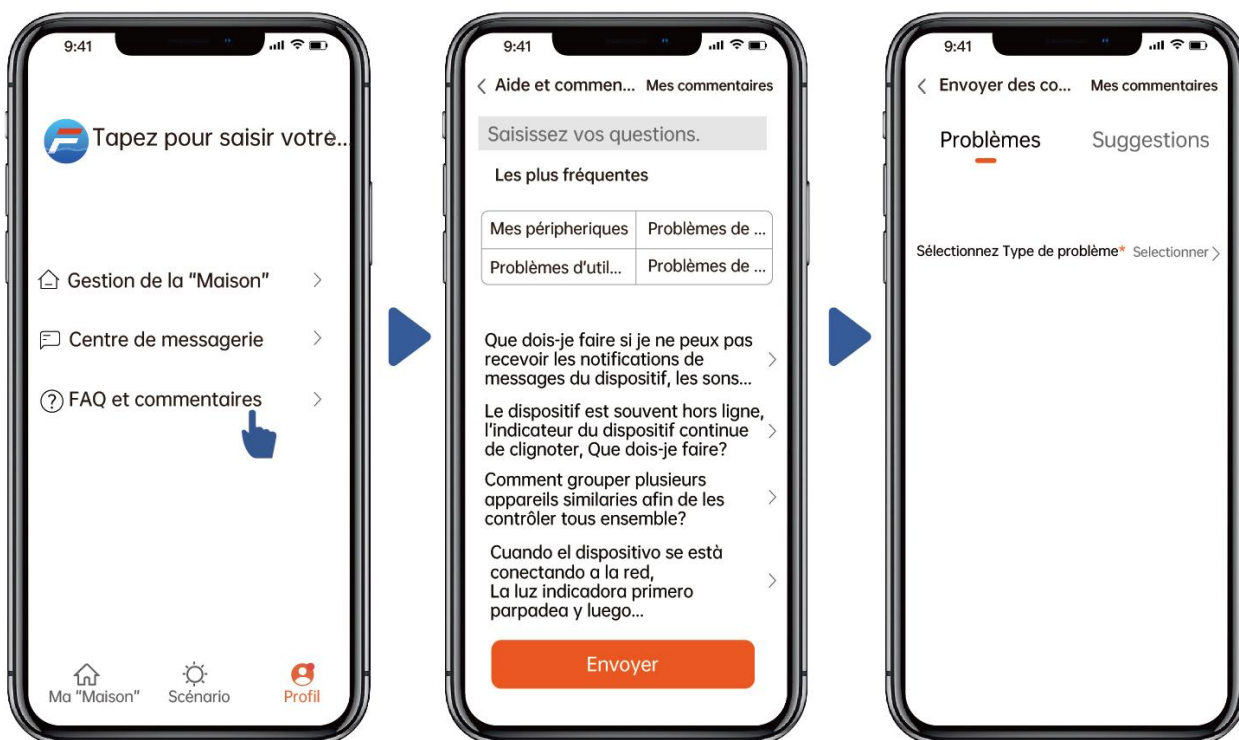 9:41
Tapez pour saisir votre...
Gestion de la "Maison"
Centre de messagerie
FAQ et commentaires
Ma "Maison"
Scénario
Profil
9:41
Aide et commen... Mes commentaires
Saisissez vos questions.
Les plus fréquentes
Mes péripheriques
Problèmes de ...
Problèmes d'util...
Problèmes de ...
Que dois-je faire si je ne peux pas
recevoir les notifications de
messages du dispositif, les sons...
Le dispositif est souvent hors ligne,
l'indicateur du dispositif continue
de clignoter, Que dois-je faire?
Comment grouper plusieurs
appareils similaries afin de les
contrôler tous ensemble?
Cuando el dispositivo se està
conectando a la red,
La luz indicadora primero
parpadea y luego...
Envoyer
9:41
Envoyer des co... Mes commentaires
Problèmes
Suggestions
Sélectionnez Type de problème* Selectionner